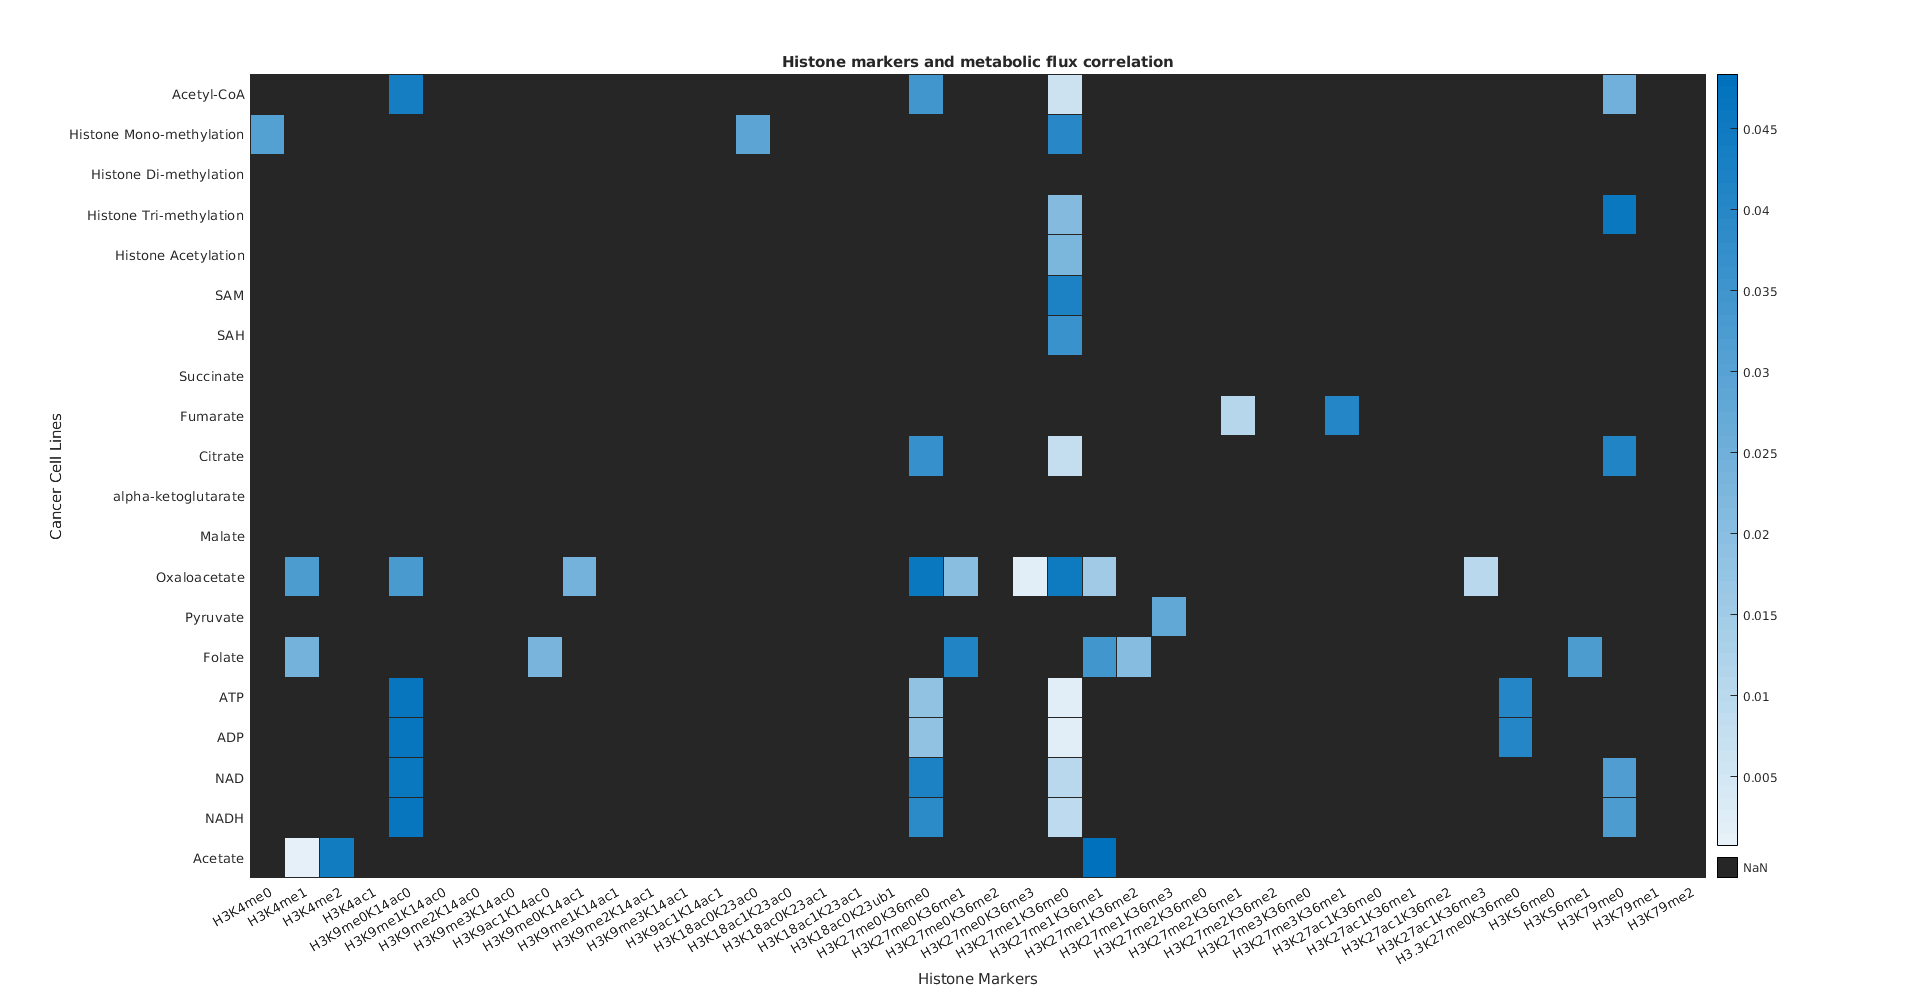 Histone markers and metabolic flux correlation
Cancer Cell Lines
Acetyl-CoA
Histone Mono-methylation
Histone Di-methylation
Histone Tri-methylation
Histone Acetylation
SAM
SAH
Succinate
Fumarate
Citrate
alpha-ketoglutarate
Malate
Oxaloacetate
Pyruvate
Folate
ATP
ADP
NAD
NADH
Acetate
0.045
0.04
0.035
0.03
0.025
0.02
0.015
0.01
0.005
NaN
H3K4me0
H3K4me1
H3K4me2
H3K4ac1
H3K9me0K14ac0
H3K9me1K14ac0
H3K9me2K14ac0
H3K9me3K14ac0
H3K9ac1K14ac0
H3K9me0K14ac1
H3K9me1K14ac1
H3K9me2K14ac1
H3K9me3K14ac1
H3K9ac1K14ac1
H3K18ac0K23ac0
H3K18ac1K23ac0
H3K18ac0K23ac1
H3K18ac1K23ac1
H3K18ac0K23ub1
H3K27me0K36me0
H3K27me0K36me1
H3K27me0K36me2
H3K27me0K36me3
H3K27me1K36me0
H3K27me1K36me1
H3K27me1K36me2
H3K27me1K36me3
H3K27me2K36me0
H3K27me2K36me1
H3K27me2K36me2
H3K27me3K36me0
H3K27me3K36me1
H3K27ac1K36me0
H3K27ac1K36me1
H3K27ac1K36me2
H3K27ac1K36me3
H3.3K27me0K36me0
H3K56me0
H3K56me1
H3K79me0
H3K79me1
H3K79me2
Histone Markers